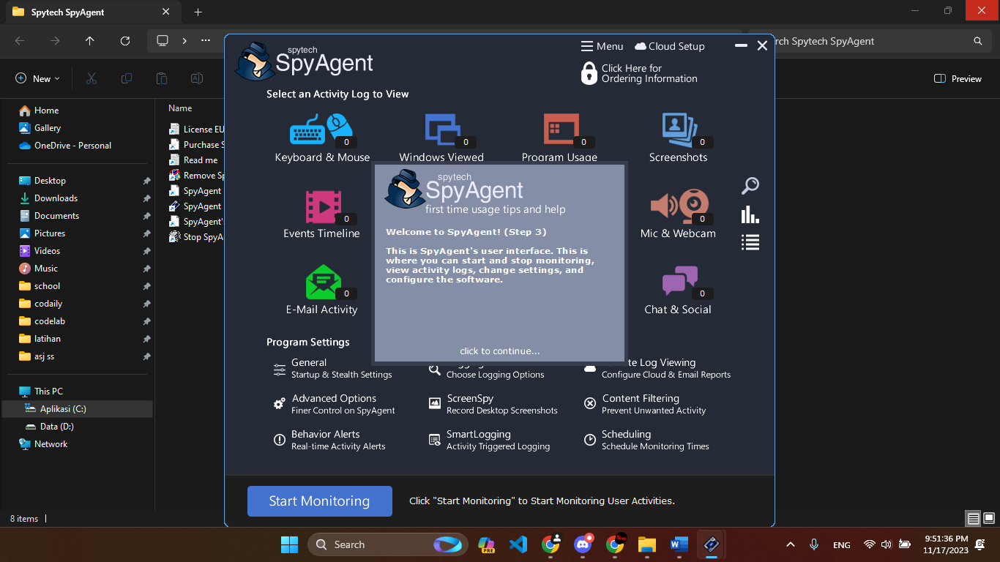 Spytech SpyAgent
rch Spytech SpyAgent
New
Preview
Home
Gallery
OneDrive - Personal
Desktop
Downloads
Documents
Pictures
Videos
Music
school
codaily
codelab
latihan
asj ss
This PC
Aplikasi (C:)
Data (D:)
Network
Name
License EU
Purchase S
Read me
Remove Sp
SpyAgent
SpyAgent
SpyAgent'
Stop SpyA
8 items
spytech
SpyAgent
Menu
Cloud Setup
Click Here for
Ordering Information
Select an Activity Log to View
0
0
0
0
Keyboard & Mouse
Windows Viewed
Program Usage
Screenshots
0
0
Events Timeline
Mic & Webcam
0
0
E-Mail Activity
Chat & Social
spytech
SpyAgent
first time usage tips and help
Welcome to SpyAgent! (Step 3)
This is SpyAgent's user interface. This is
where you can start and stop monitoring,
view activity logs, change settings, and
configure the software.
click to continue...
Program Settings
General
Startup & Stealth Settings
Choose Logging Options
te Log Viewing
Configure Cloud & Email Reports
Advanced Options
Finer Control on SpyAgent
ScreenSpy
Record Desktop Screenshots
Content Filtering
Prevent Unwanted Activity
Behavior Alerts
Real-time Activity Alerts
SmartLogging
Activity Triggered Logging
Scheduling
Schedule Monitoring Times
Start Monitoring
Click "Start Monitoring" to Start Monitoring User Activities.
Search
PRE
ENG
9:51:36 PM
11/17/2023